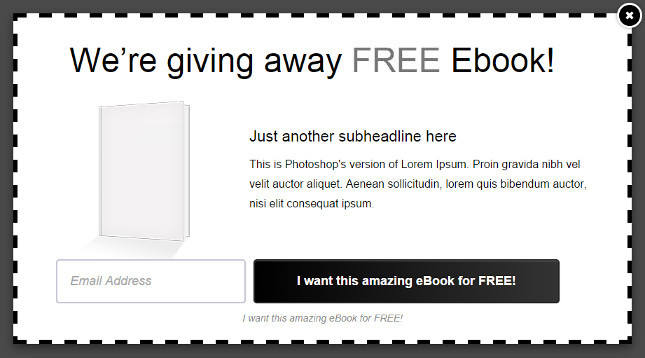 We're giving away FREE Ebook!
Just another subheadline here
This is Photoshop's version of Lorem Ipsum. Proin gravida nibh vel
velit auctor aliquet. Aenean sollicitudin, lorem quis bibendum auctor,
nisi elit consequat ipsum.
Email Address
I want this amazing eBook for FREE!
I want this amazing eBook for FREE!